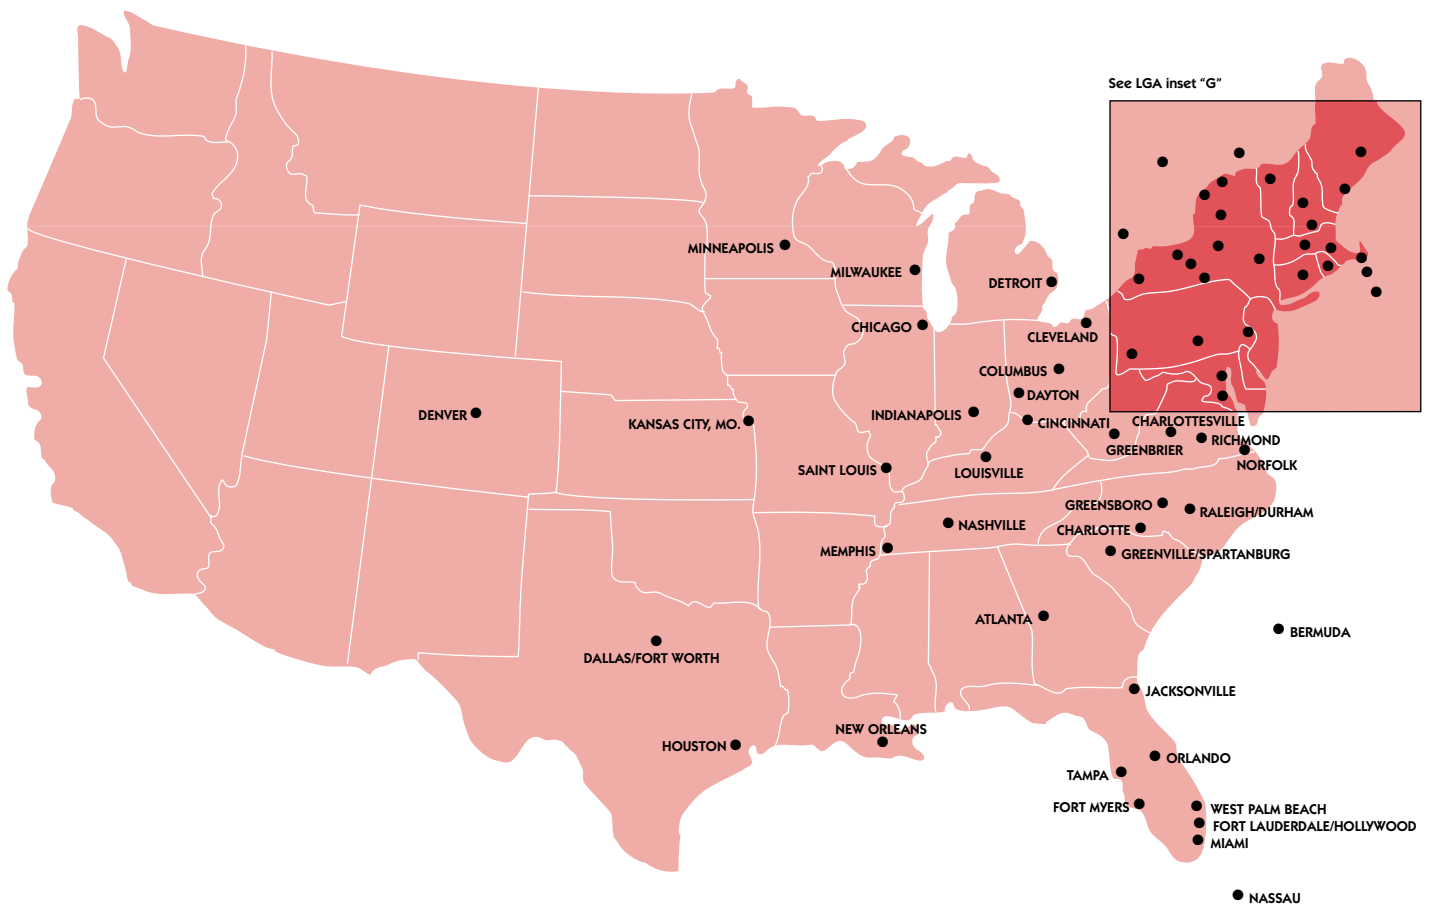 See LGA inset “G”
MINNEAPOLIS
MILWAUKEE
DETROIT
CHICAGO
CLEVELAND
COLUMBUS
DAYTON
DENVER
KANSAS CITY, MO.
INDIANAPOLIS
CINCINNATI
CHARLOTTESVILLE
RICHMOND
GREENBRIER
NORFOLK
SAINT LOUIS
LOUISVILLE
GREENSBORO
RALEIGH/DURHAM
NASHVILLE
CHARLOTTE
MEMPHIS
GREENVILLE/SPARTANBURG
ATLANTA
BERMUDA
DALLAS/FORT WORTH
JACKSONVILLE
NEW ORLEANS
HOUSTON
ORLANDO
TAMPA
FORT MYERS
WEST PALM BEACH
FORT LAUDERDALE/HOLLYWOOD
MIAMI
NASSAU